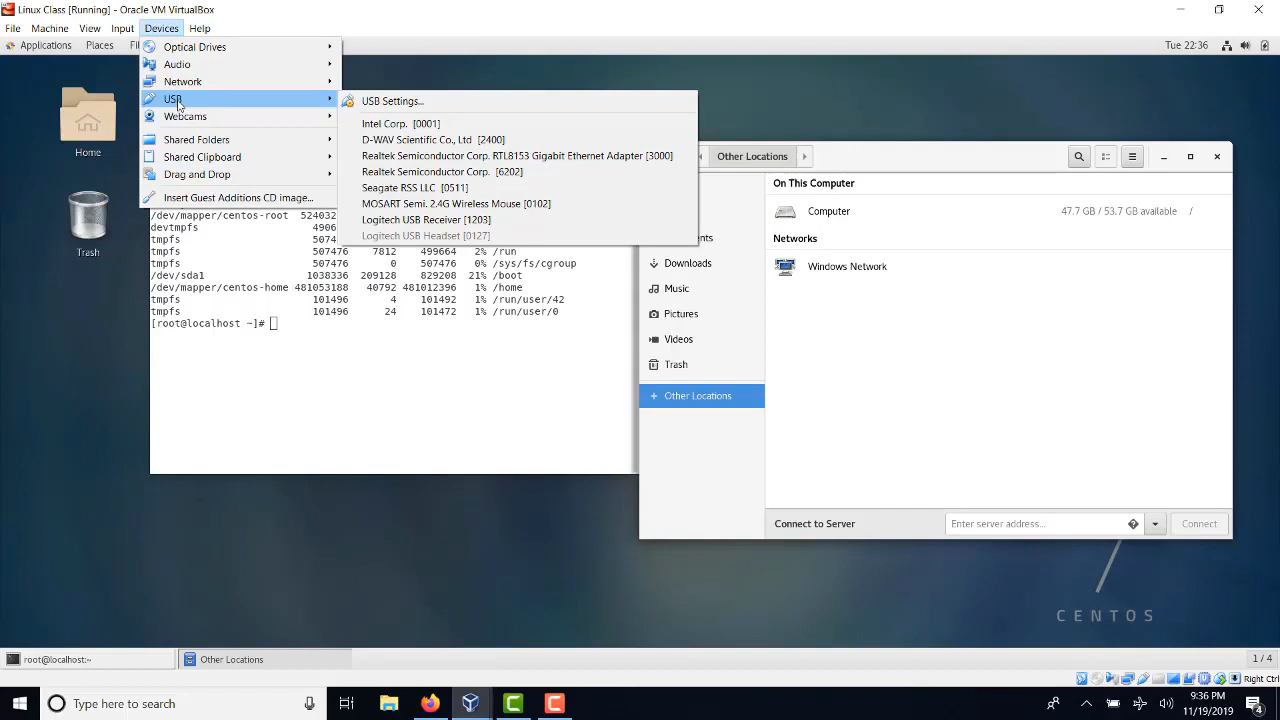 Linux Class [Running] - Oracle VM VirtualBox
File Machine View Input Devices Help
Applications Places Fil Tue 22:36
Optical Drives
Audio
Network
USB
Webcams
Shared Folders
Shared Clipboard
Drag and Drop
Insert Guest Additions CD image...
USB Settings...
Intel Corp. [0001]
D-WAV Scientific Co., Ltd [2400]
Realtek Semiconductor Corp. RTL8153 Gigabit Ethernet Adapter [3000]
Realtek Semiconductor Corp. [6202]
Seagate RSS LLC [0511]
MOSART Semi. 2.4G Wireless Mouse [0102]
Logitech USB Receiver [1203]
Logitech USB Headset [0127]
Home
Trash
/dev/mapper/centos-root 524032
devtmpfs 4906
tmpfs 5074
tmpfs 507476 7812 499664 2% /run
tmpfs 507476 0 507476 0% /sys/fs/cgroup
/dev/sda1 1038336 209128 829208 21% /boot
/dev/mapper/centos-home 481053188 40792 481012396 1% /home
tmpfs 101496 4 101492 1% /run/user/42
tmpfs 101496 24 101472 1% /run/user/0
[root@localhost ~]#
Other Locations
ents
Downloads
Music
Pictures
Videos
Trash
+ Other Locations
On This Computer
Computer 47.7 GB / 53.7 GB available /
Networks
Windows Network
Connect to Server Enter server address... Connect
7
CENTOS
root@localhost:~ Other Locations 1 / 4
Right Ctrl
Type here to search
9:36 PM
11/19/2019
4